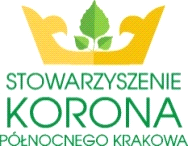 STOWARZYSZENIE
KORONA
PÓŁNOCNEGO KRAKOWA